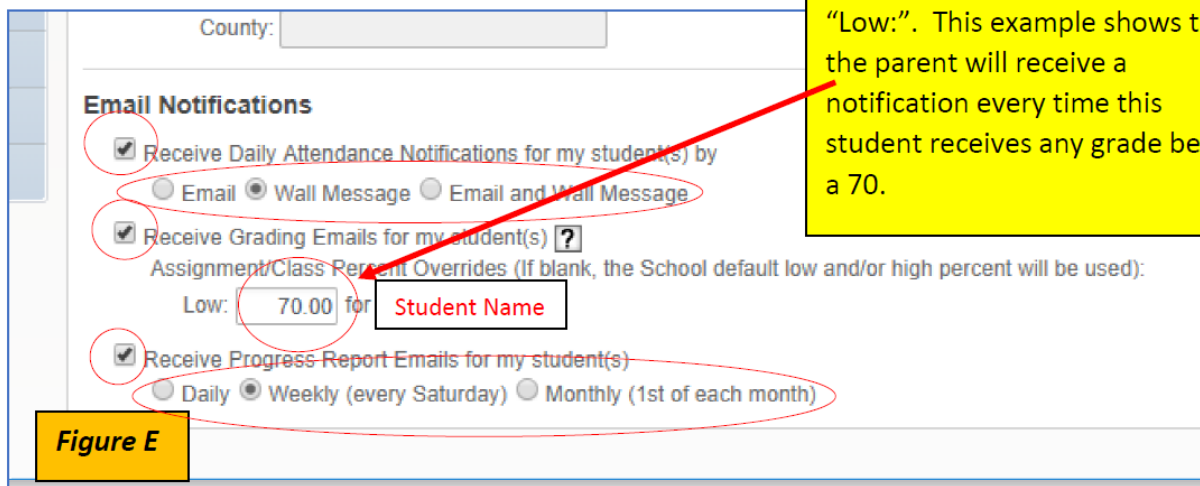 County:
"Low:". This example shows t
the parent will receive a
notification every time this
student receives any grade be
a 70.
Email Notifications
Receive Daily Attendance Notifications for my student(s) by
Email Wall Message Email and Wall Message
Receive Grading Emails for my student(s) ?
Assignment/Class Percent Overrides (If blank, the School default low and/or high percent will be used):
Low: 70.00 for Student Name
Receive Progress Report Emails for my student(s)
Daily Weekly (every Saturday) Monthly (1st of each month)
Figure E